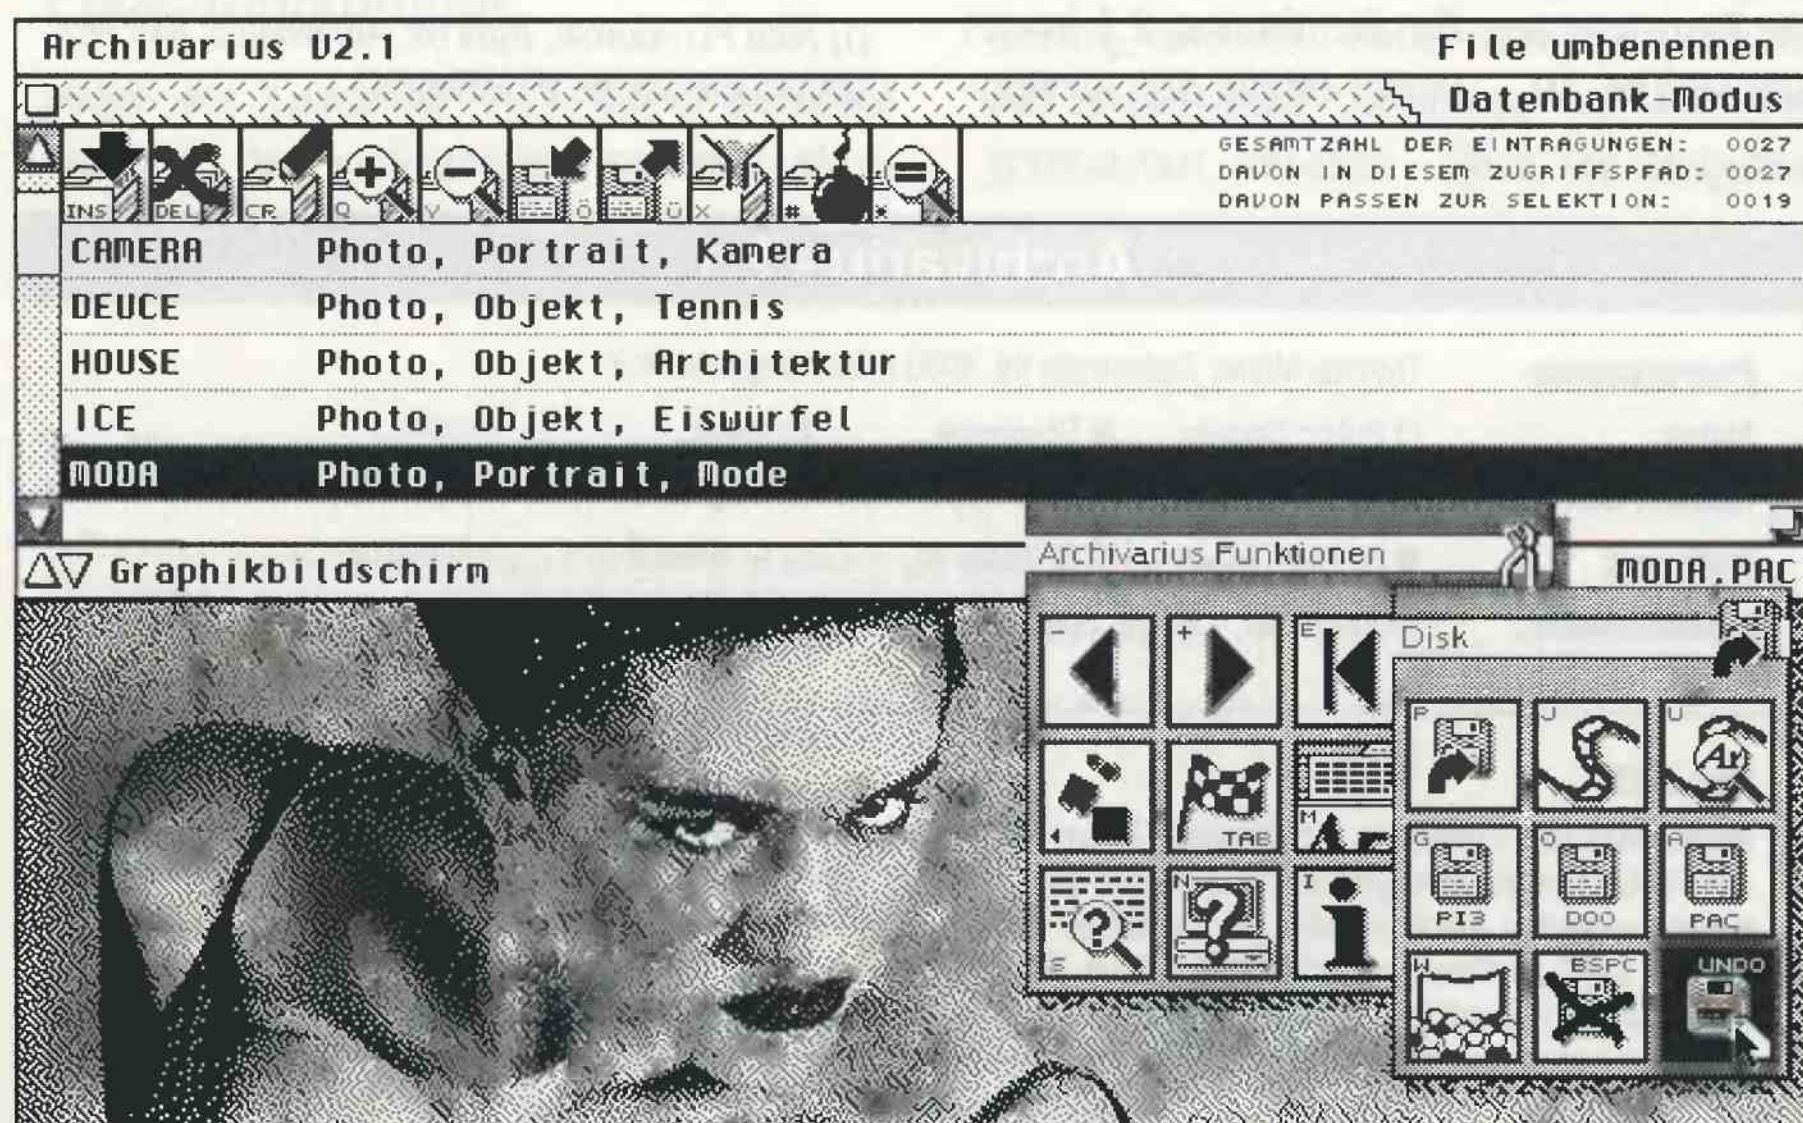 Archivarius V2.1
File umbenennen
Datenbank-Modus
INS DEL CR Q V Ö Ü X # *
GESAMTZAHL DER EINTRAGUNGEN: 0027
DAVON IN DIESEM ZUGRIFFSPFAD: 0027
DAVON PASSEN ZUR SELEKTION: 0019
CAMERA Photo, Portrait, Kamera
DEUCE Photo, Objekt, Tennis
HOUSE Photo, Objekt, Architektur
ICE Photo, Objekt, Eiswürfel
MODA Photo, Portrait, Mode
Graphikbildschirm
MODA.PAC
Archivarius Funktionen
- + E
TAB M
S N I
Disk
P J U
Ar
G O A
PI3 DOO PAC
W BSPC UNDO